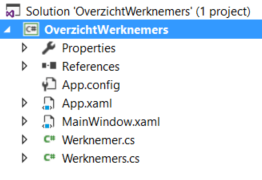 Solution 'OverzichtWerknemers' (1 project)
OverzichtWerknemers
Properties
References
App.config
App.xaml
MainWindow.xaml
C# Werknemer.cs
C# Werknemers.cs